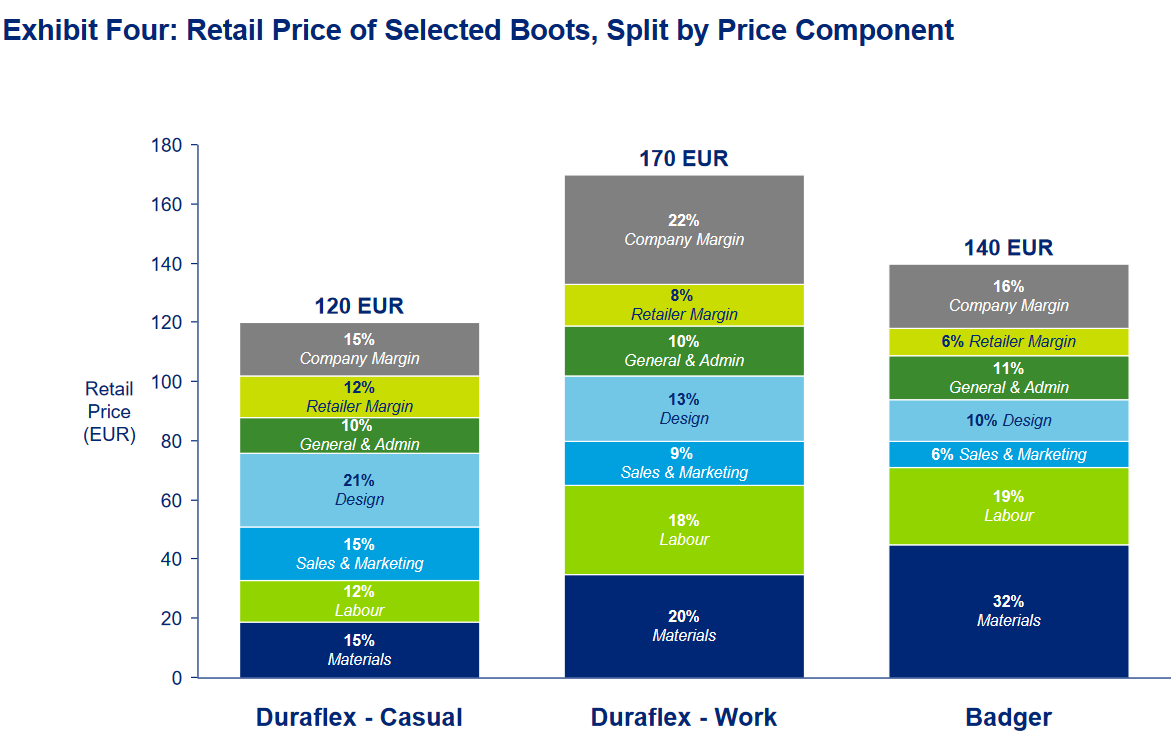 Exhibit Four: Retail Price of Selected Boots, Split by Price Component
Retail
Price
(EUR)
180
160
140
120
100
80
60
40
20
0
120 EUR
15%
Company Margin
12%
Retailer Margin
10%
General & Admin
21%
Design
15%
Sales & Marketing
12%
Labour
15%
Materials
Duraflex - Casual
170 EUR
22%
Company Margin
8%
Retailer Margin
10%
General & Admin
13%
Design
9%
Sales & Marketing
18%
Labour
20%
Materials
Duraflex - Work
140 EUR
16%
Company Margin
6% Retailer Margin
11%
General & Admin
10% Design
6% Sales & Marketing
19%
Labour
32%
Materials
Badger